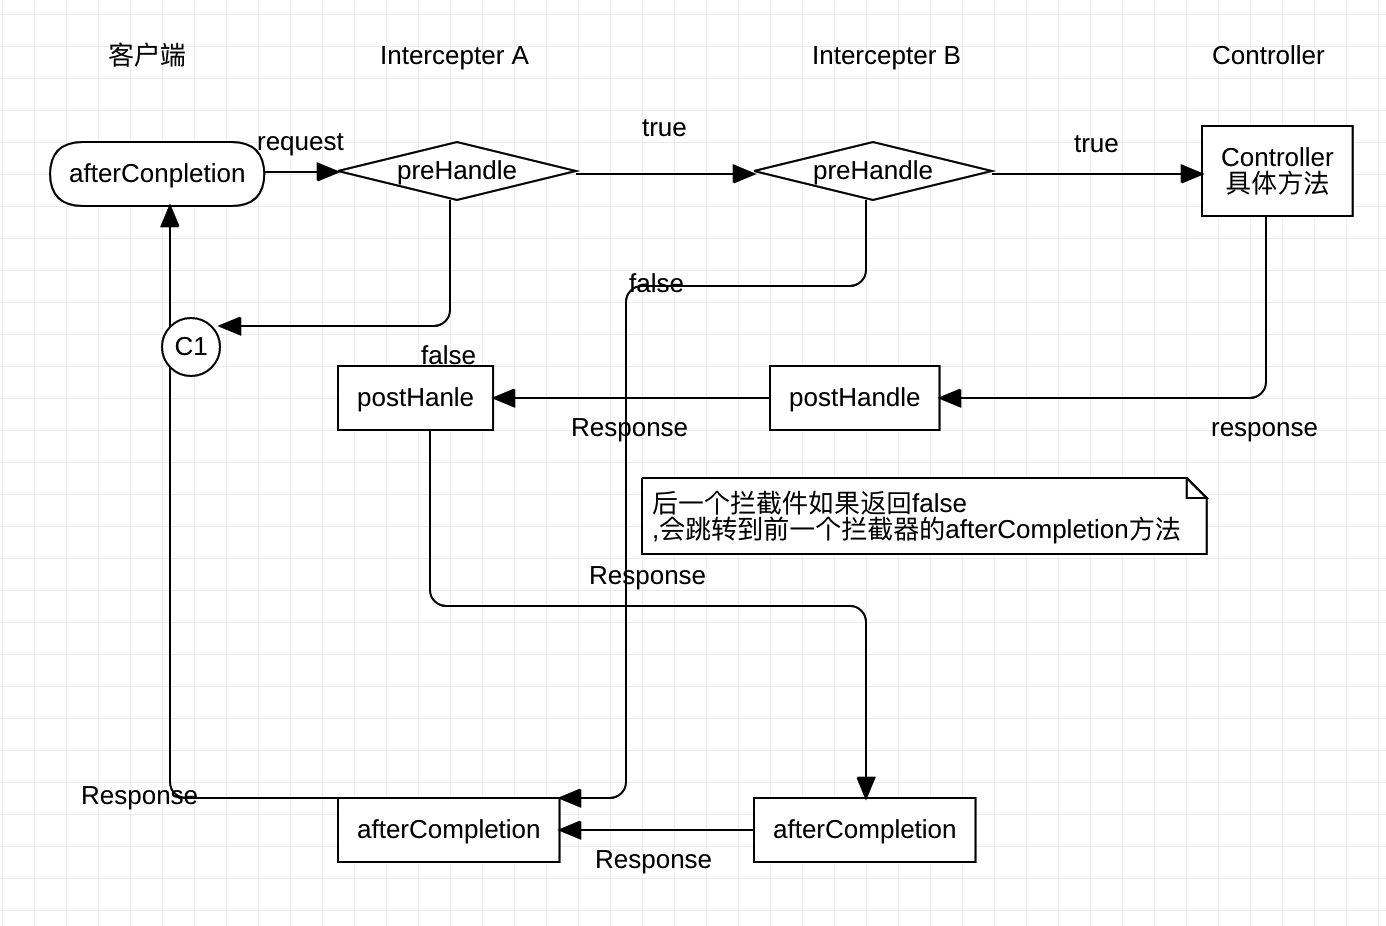 客户端
Intercepter A
Intercepter B
Controller
request
true
true
afterConpletion
preHandle
preHandle
Controller
具体方法
false
C1
false
postHanle
postHandle
Response
response
后一个拦截件如果返回false
,会跳转到前一个拦截器的afterCompletion方法
Response
Response
afterCompletion
afterCompletion
Response